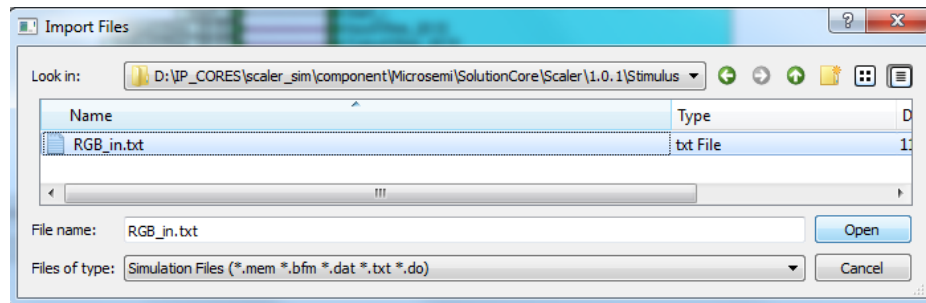 Import Files
Look in: D:\IP_CORES\scaler_sim\component\Microsemi\SolutionCore\Scaler\1.0.1\Stimulus
Name Type D
RGB_in.txt txt File 11
File name: RGB_in.txt Open
Files of type: Simulation Files (*.mem *.bfm *.dat *.txt *.do) Cancel